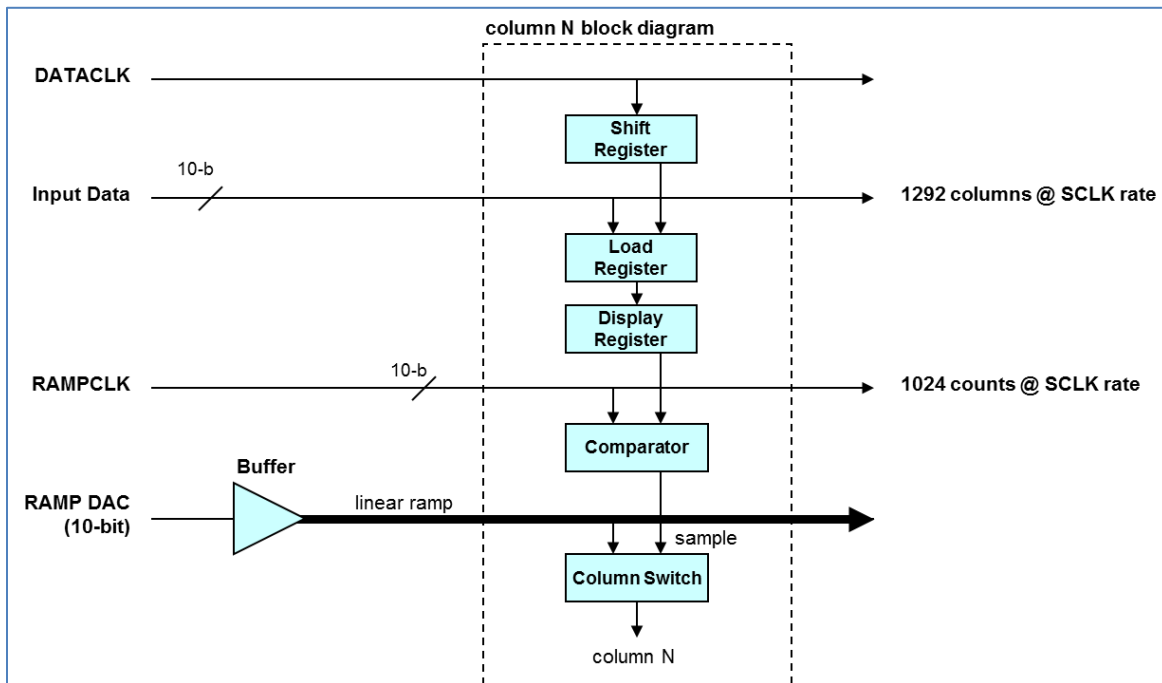 column N block diagram
DATACLK
Shift
Register
10-b
Input Data
1292 columns @ SCLK rate
Load
Register
Display
Register
10-b
RAMPCLK
1024 counts @ SCLK rate
Comparator
Buffer
RAMP DAC
(10-bit)
linear ramp
sample
Column Switch
column N